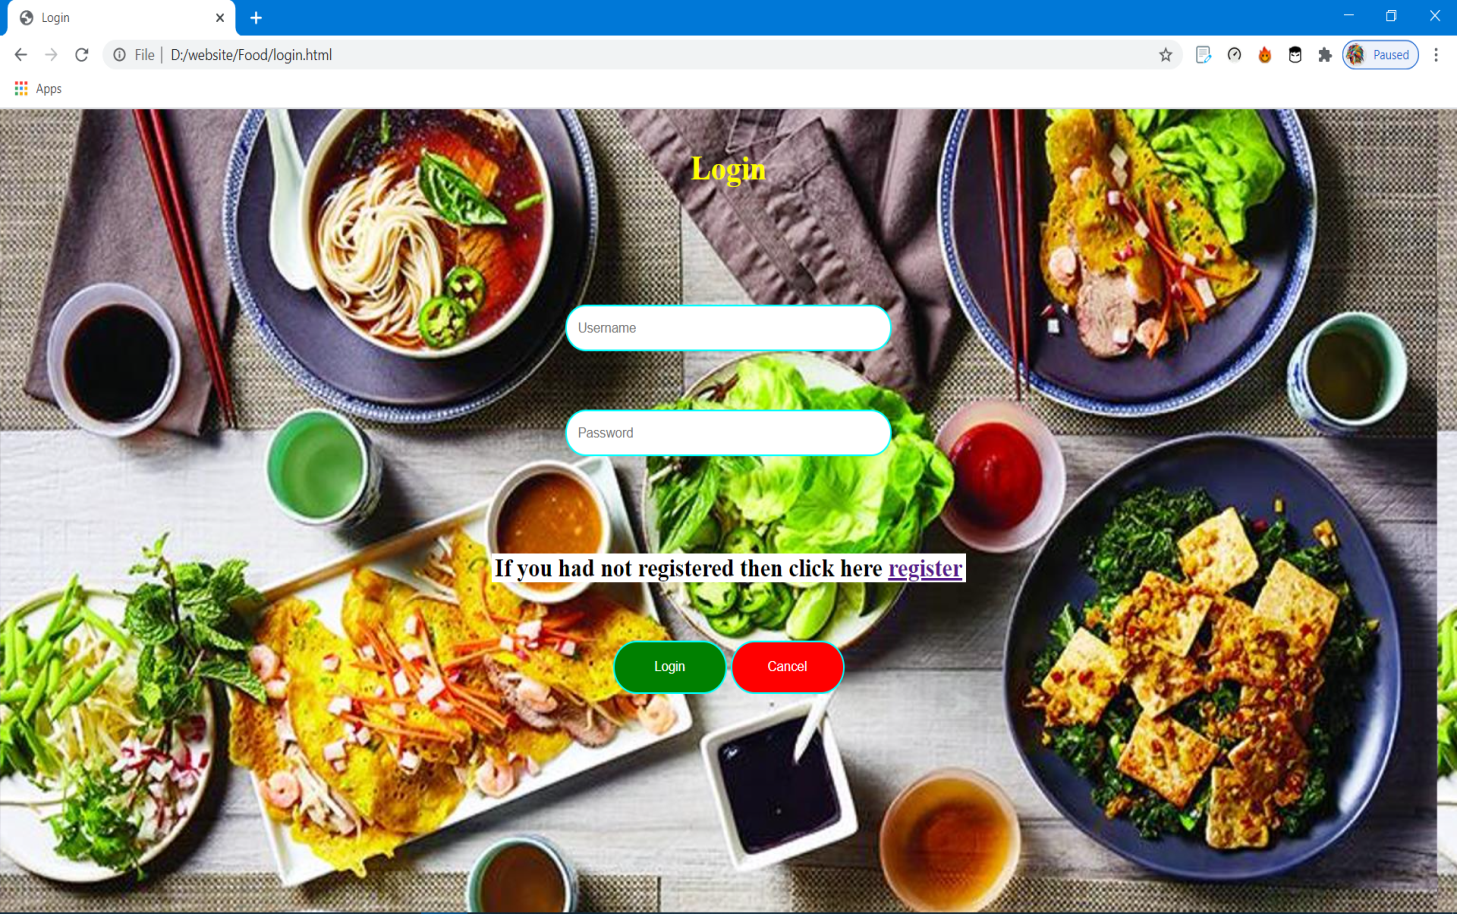 Login
File | D:/website/Food/login.html
Paused
Apps
Login
Username
Password
If you had not registered then click here register
Login Cancel